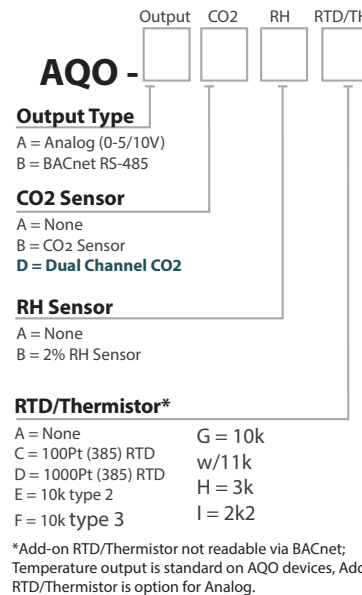 Output CO2 RH RTD/TH
AQO -
Output Type
A = Analog (0-5/10V)
B = BACnet RS-485
CO2 Sensor
A = None
B = CO2 Sensor
D = Dual Channel CO2
RH Sensor
A = None
B = 2% RH Sensor
RTD/Thermistor*
A = None
C = 100Pt (385) RTD
D = 1000Pt (385) RTD
E = 10k type 2
F = 10k type 3
G = 10k
w/11k
H = 3k
I = 2k2
*Add-on RTD/Thermistor not readable via BACnet;
Temperature output is standard on AQO devices, Add
RTD/Thermistor is option for Analog.